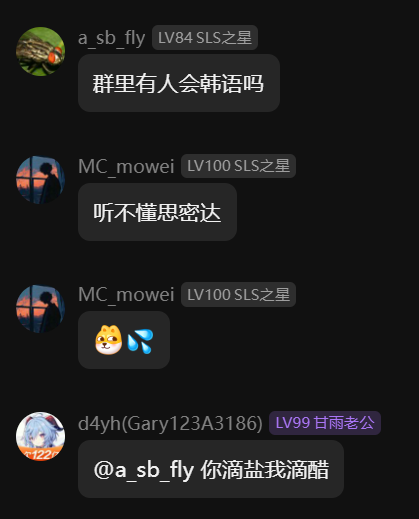 a_sb_fly LV84 SLS之星
群里有人会韩语吗
MC_mowei LV100 SLS之星
听不懂思密达
MC_mowei LV100 SLS之星
🐶💦
d4yh(Gary123A3186) LV99 甘雨老公
@a_sb_fly 你滴盐我滴醋